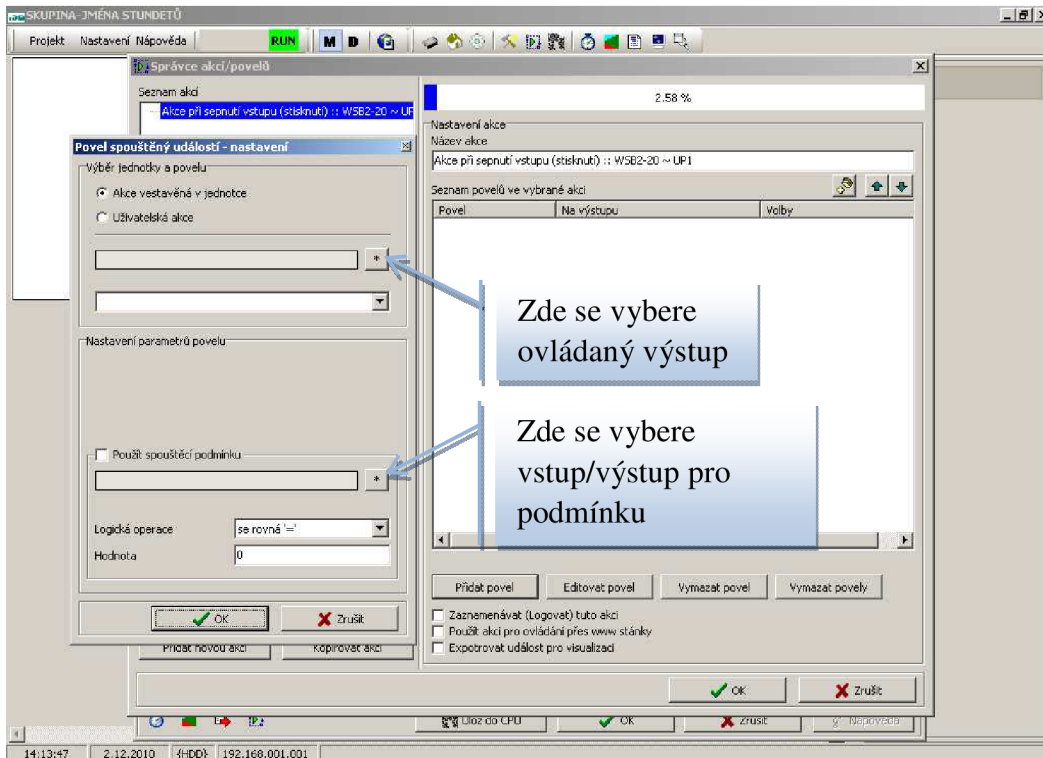 SKUPINA-JMÉNA STUNDETŮ
Projekt Nastavení Nápověda RUN M D
Správce akcí/povelů
Seznam akcí
Akce při sepnutí vstupu (stisknutí) :: WSB2-20 ~ UP
2.58 %
Nastavení akce
Název akce
Akce při sepnutí vstupu (stisknutí) :: WSB2-20 ~ UP1
Seznam povelů ve vybrané akci
Povel Na výstupu Volby
Povel spouštěný událostí - nastavení
Výběr jednotky a povelu
Akce vestavěná v jednotce
Uživatelská akce
*
Nastavení parametrů povelu
Použít spouštěcí podmínku
*
Logická operace se rovná '='
Hodnota 0
OK Zrušit
Zde se vybere
ovládaný výstup
Zde se vybere
vstup/výstup pro
podmínku
Přidat povel Editovat povel Vymazat povel Vymazat povely
Zaznamenávat (Logovat) tuto akci
Použít akci pro ovládání přes www stánky
Expotrovat událost pro visualizaci
Přidat novou akci Kopírovat akci
OK Zrušit
Ulož do CPU OK Zrušit Nápověda
14:13:47 2.12.2010 {HDD} 192.168.001.001